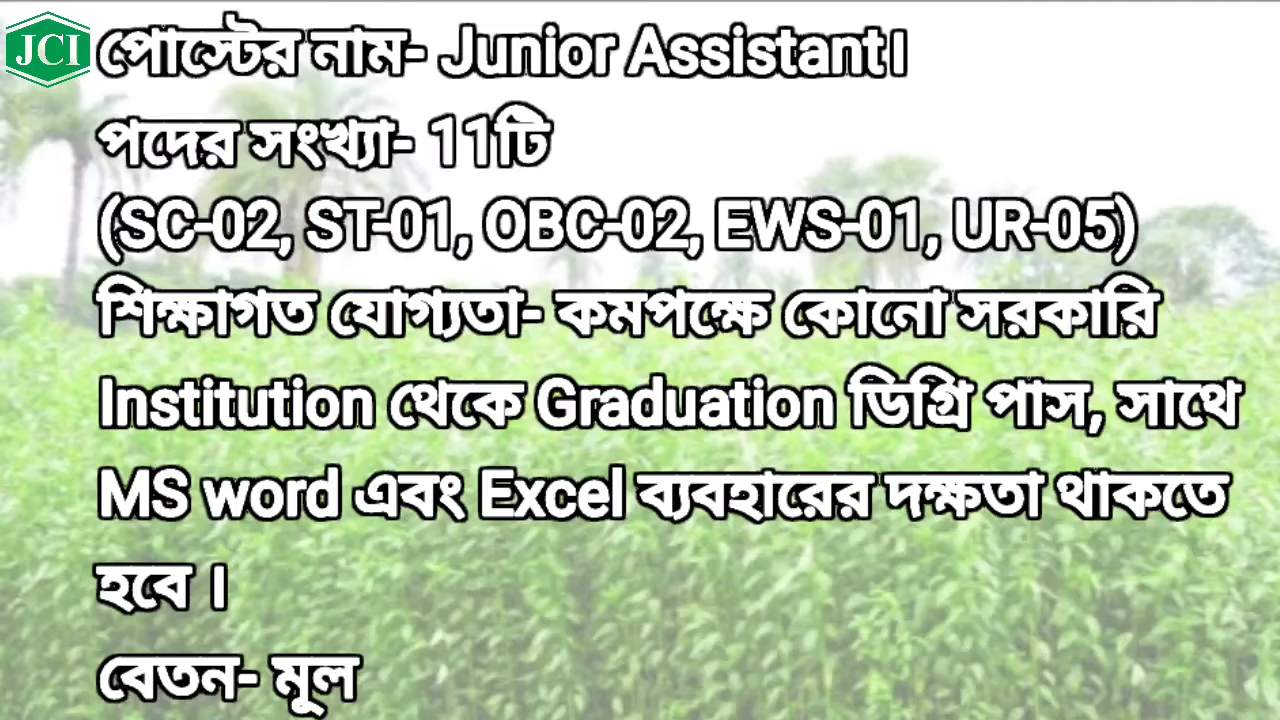 JCI
পোস্টের নাম- Junior Assistant।
পদের সংখ্যা- 11টি
(SC-02, ST-01, OBC-02, EWS-01, UR-05)
শিক্ষাগত যোগ্যতা- কমপক্ষে কোনো সরকারি
Institution থেকে Graduation ডিগ্রি পাস, সাথে
MS word এবং Excel ব্যবহারের দক্ষতা থাকতে
হবে ।
বেতন- মুল